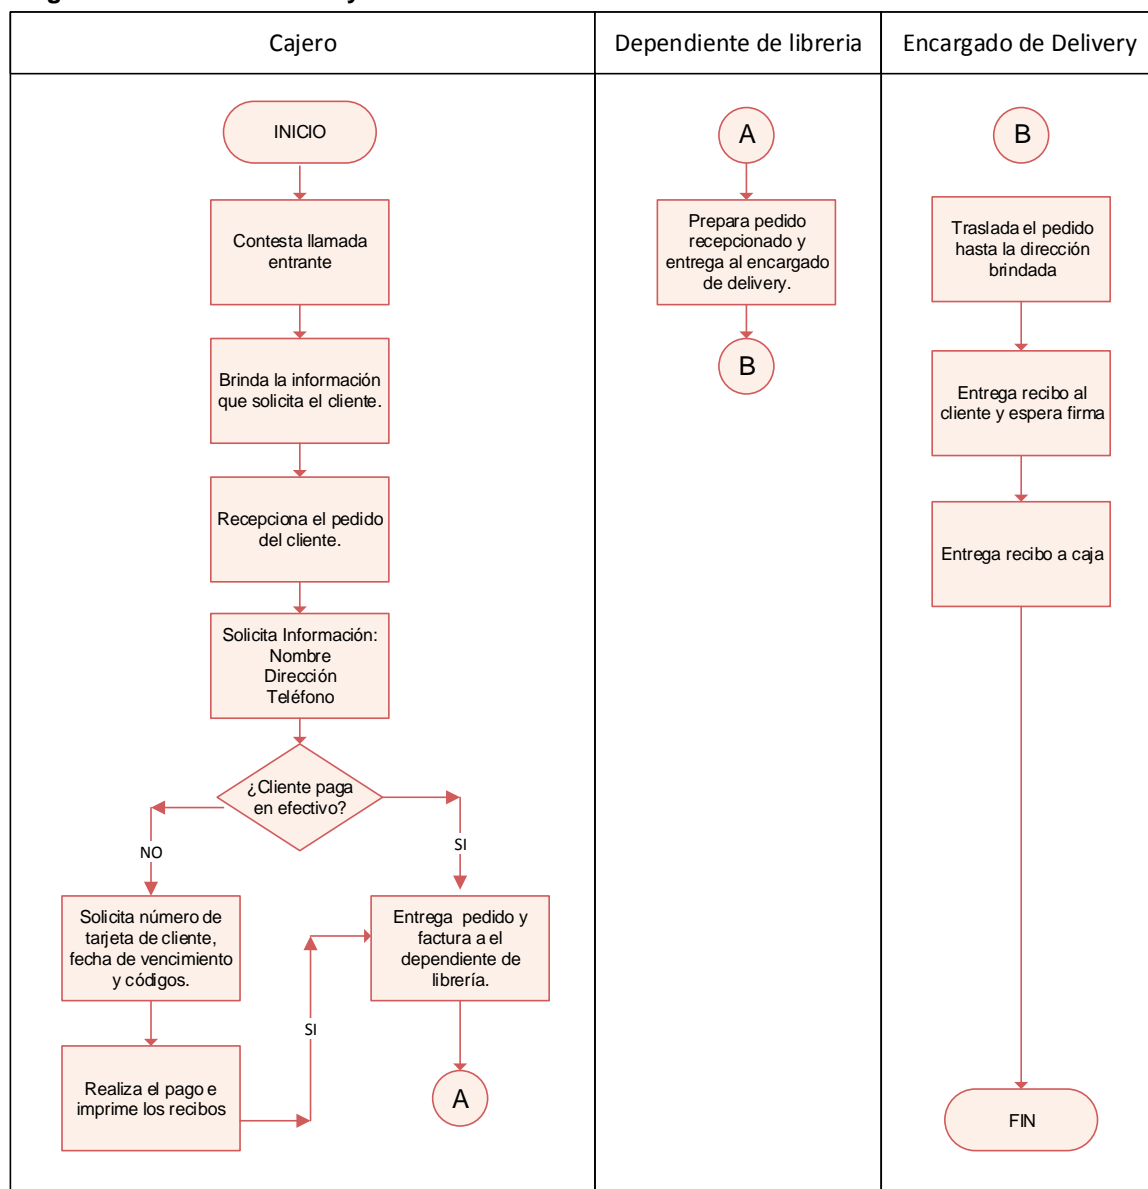 Cajero
Dependiente de libreria
Encargado de Delivery
INICIO
Contesta llamada
entrante
Brinda la información
que solicita el cliente.
Recepciona el pedido
del cliente.
Solicita Información:
Nombre
Dirección
Teléfono
¿Cliente paga
en efectivo?
NO
SI
Solicita número de
tarjeta de cliente,
fecha de vencimiento
y códigos.
Entrega pedido y
factura a el
dependiente de
librería.
SI
Realiza el pago e
imprime los recibos
A
A
Prepara pedido
recepcionado y
entrega al encargado
de delivery.
B
B
Traslada el pedido
hasta la dirección
brindada
Entrega recibo al
cliente y espera firma
Entrega recibo a caja
FIN